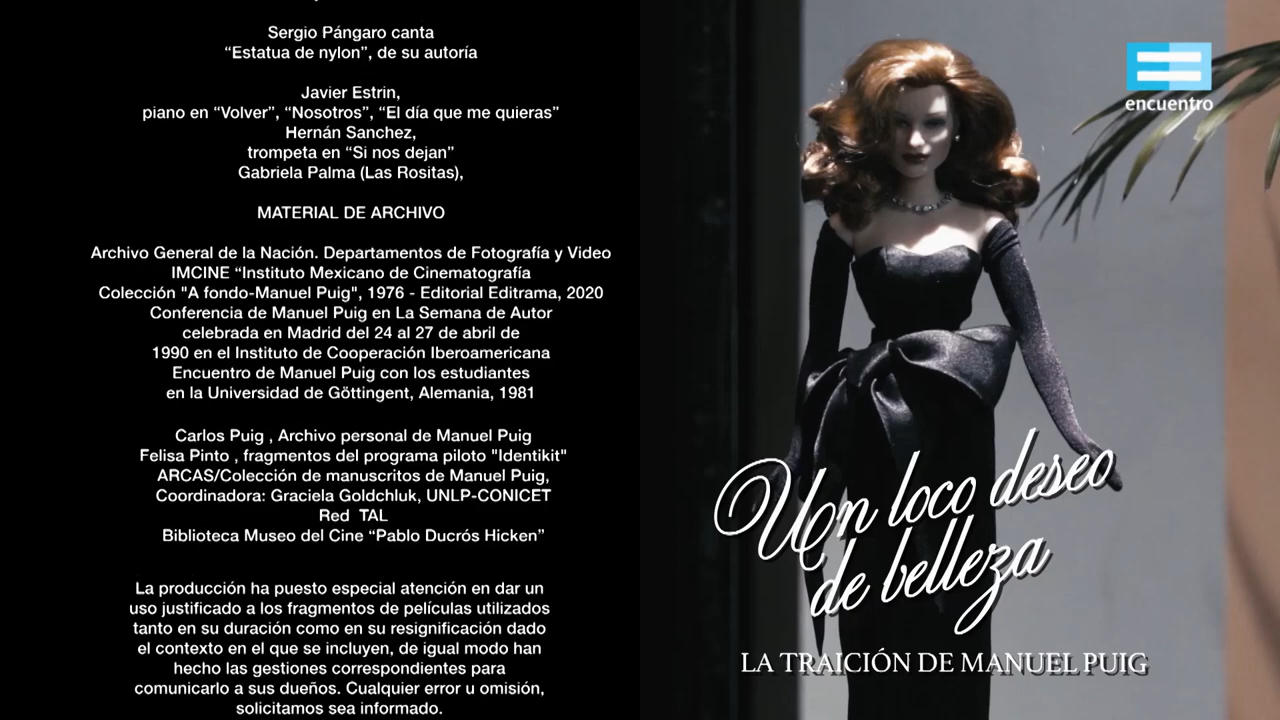 Sergio Pángaro canta
“Estatua de nylon”, de su autoría
Javier Estrin,
piano en “Volver”, “Nosotros”, “El día que me quieras”
Hernán Sanchez,
trompeta en “Si nos dejan”
Gabriela Palma (Las Rositas),
MATERIAL DE ARCHIVO
Archivo General de la Nación. Departamentos de Fotografía y Video
IMCINE “Instituto Mexicano de Cinematografía
Colección "A fondo-Manuel Puig", 1976 - Editorial Editrama, 2020
Conferencia de Manuel Puig en La Semana de Autor
celebrada en Madrid del 24 al 27 de abril de
1990 en el Instituto de Cooperación Iberoamericana
Encuentro de Manuel Puig con los estudiantes
en la Universidad de Göttingent, Alemania, 1981
Carlos Puig , Archivo personal de Manuel Puig
Felisa Pinto , fragmentos del programa piloto "Identikit"
ARCAS/Colección de manuscritos de Manuel Puig,
Coordinadora: Graciela Goldchluk, UNLP-CONICET
Red TAL
Biblioteca Museo del Cine “Pablo Ducrós Hicken”
La producción ha puesto especial atención en dar un
uso justificado a los fragmentos de películas utilizados
tanto en su duración como en su resignificación dado
el contexto en el que se incluyen, de igual modo han
hecho las gestiones correspondientes para
comunicarlo a sus dueños. Cualquier error u omisión,
solicitamos sea informado.
encuentro
Un loco deseo
de belleza
LA TRAICIÓN DE MANUEL PUIG